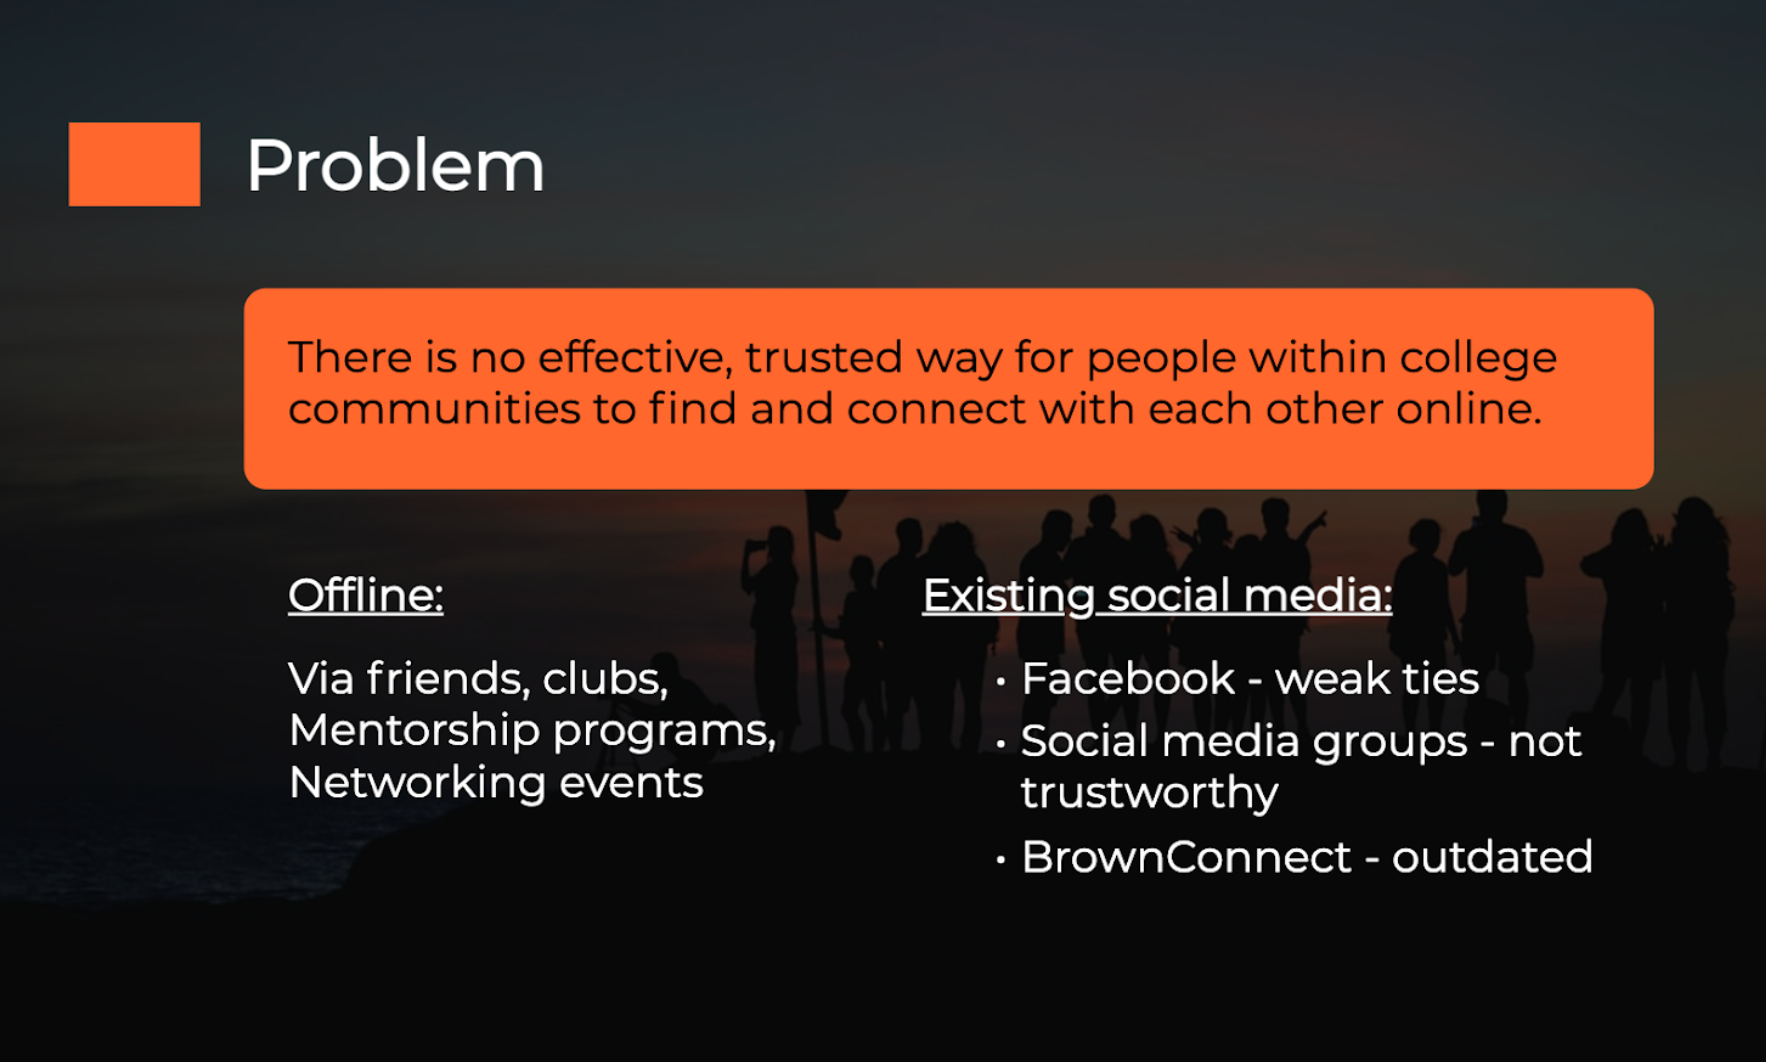 Problem
There is no effective, trusted way for people within college
communities to find and connect with each other online.
Offline:
Via friends, clubs,
Mentorship programs,
Networking events
Existing social media:
• Facebook - weak ties
• Social media groups - not
trustworthy
• BrownConnect - outdated